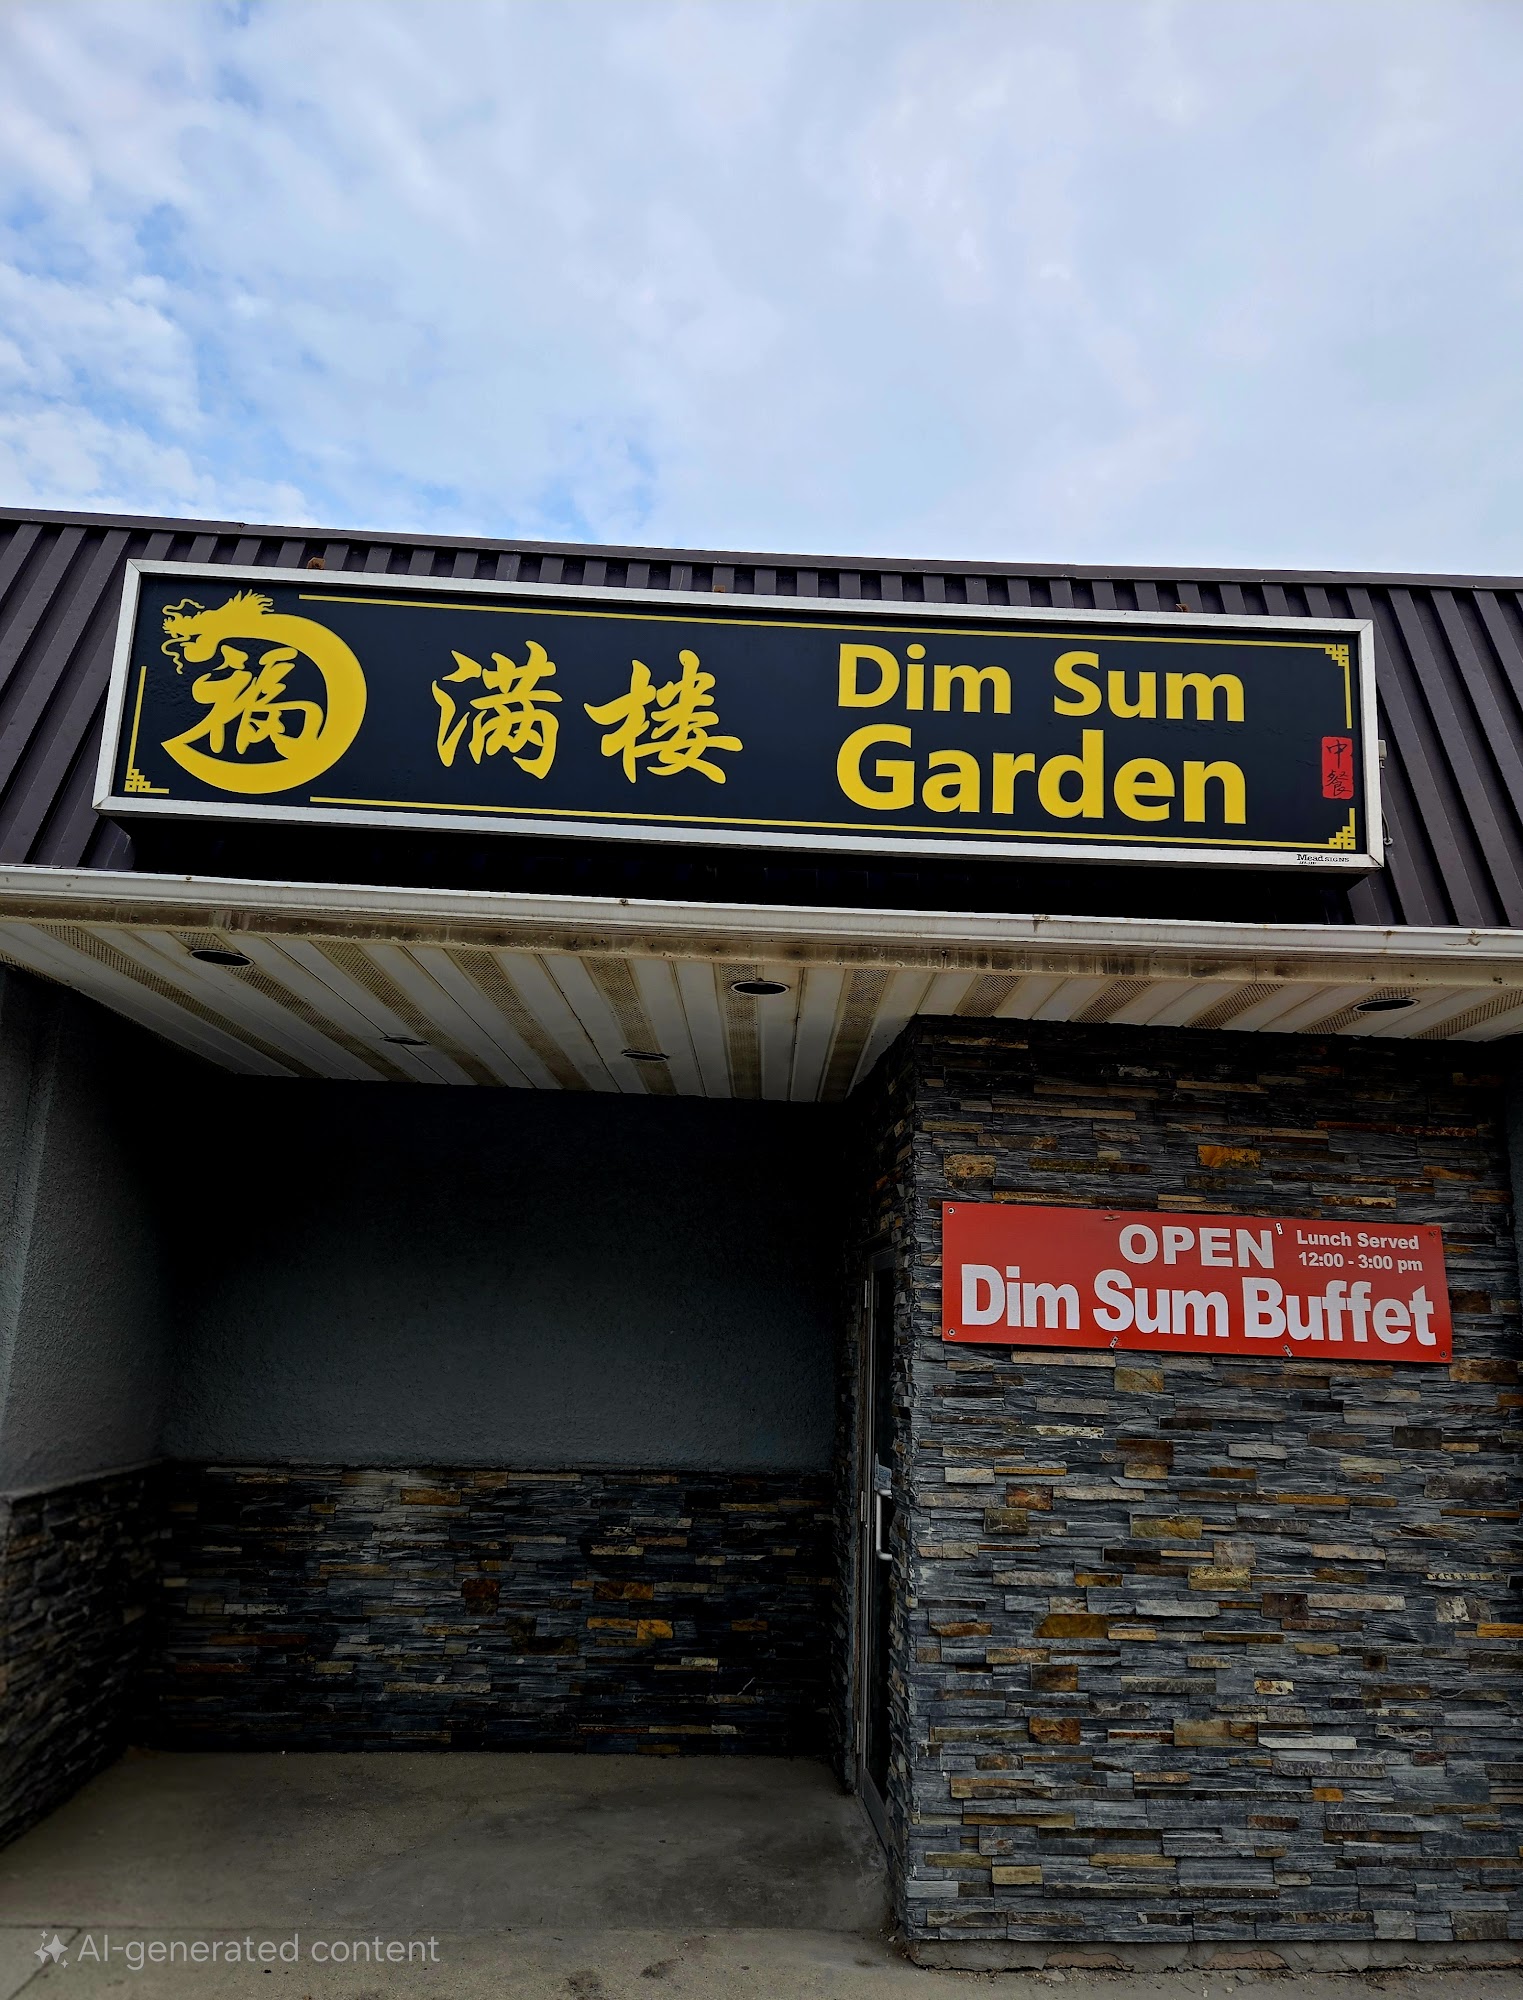 福 满楼
Dim Sum
Garden
中餐
Mead SIGNS
OPEN
Lunch Served
12:00 - 3:00 pm
Dim Sum Buffet
AI-generated content